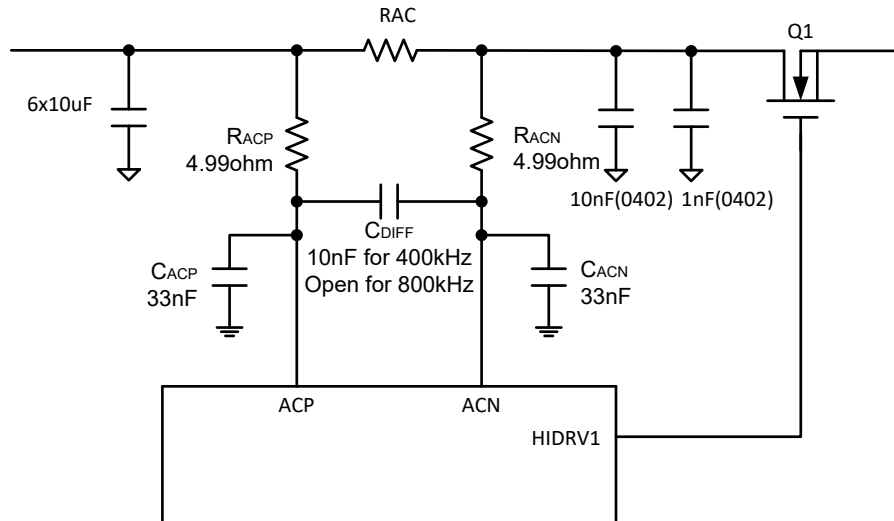 RAC
Q1
6x10uF
RACP
4.99ohm
RACN
4.99ohm
10nF(0402)
1nF(0402)
CDIFF
10nF for 400kHz
Open for 800kHz
CACP
33nF
CACN
33nF
ACP
ACN
HIDRV1